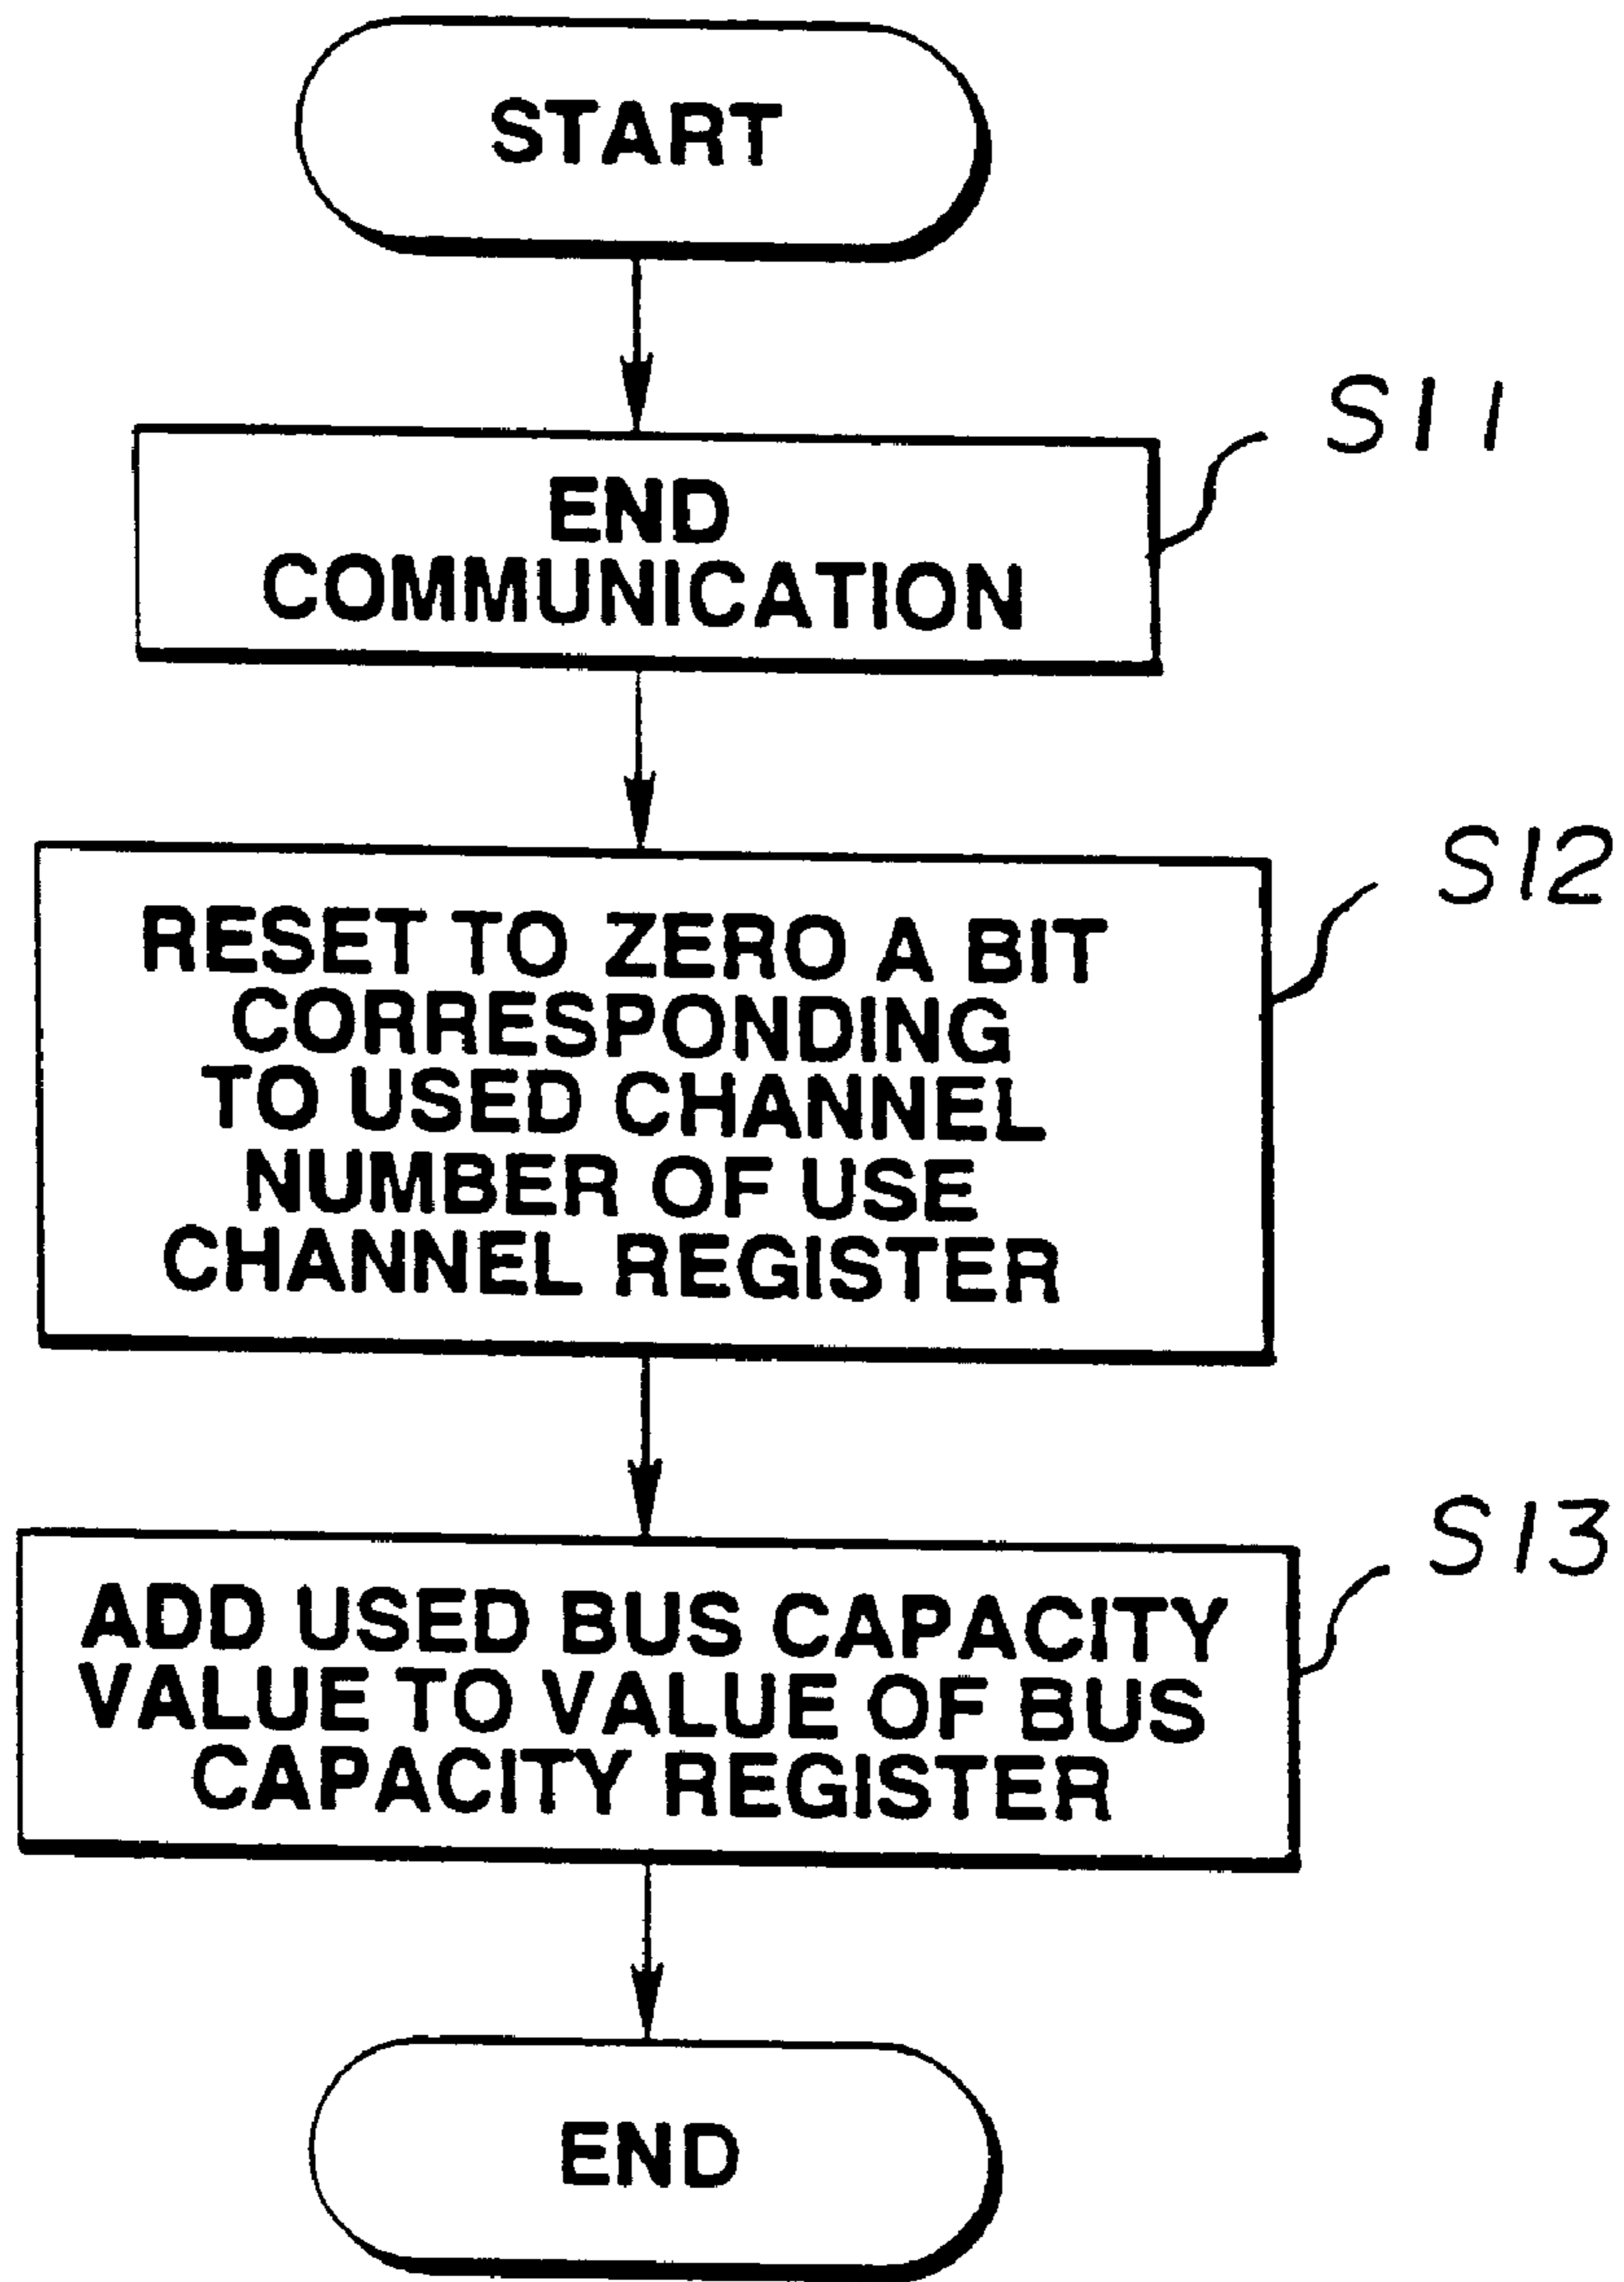 START
S11
END
COMMUNICATION
S12
RESET TO ZERO A BIT
CORRESPONDING
TO USED CHANNEL
NUMBER OF USE
CHANNEL REGISTER
S13
ADD USED BUS CAPACITY
VALUE TO VALUE OF BUS
CAPACITY REGISTER
END